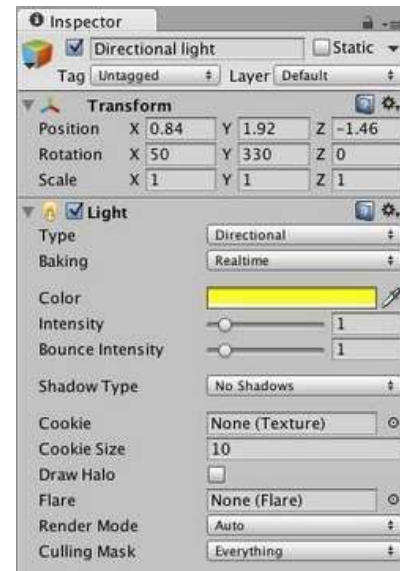 Inspector
Directional light Static
Tag Untagged Layer Default
Transform
Position X 0.84 Y 1.92 Z -1.46
Rotation X 50 Y 330 Z 0
Scale X 1 Y 1 Z 1
Light
Type Directional
Baking Realtime
Color
Intensity 1
Bounce Intensity 1
Shadow Type No Shadows
Cookie None (Texture)
Cookie Size 10
Draw Halo
Flare None (Flare)
Render Mode Auto
Culling Mask Everything